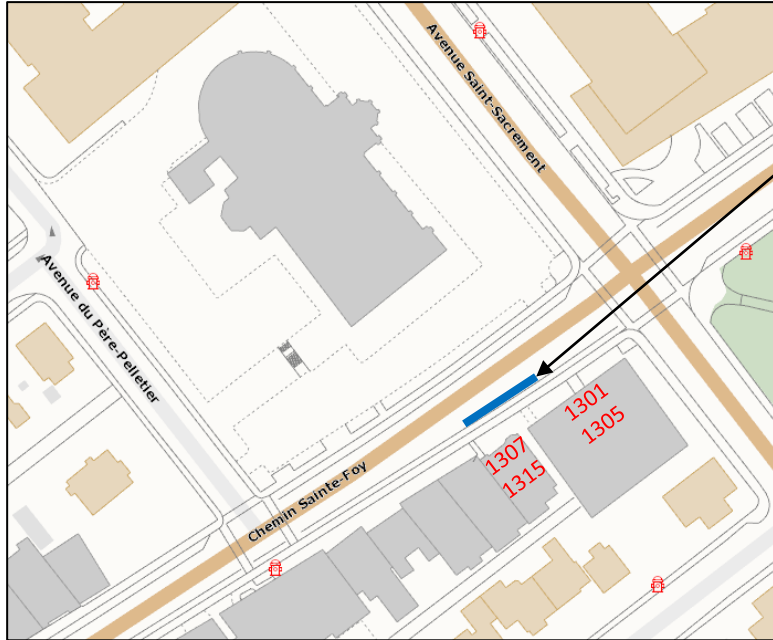 Avenue Saint-Sacrement
Avenue du Père-Pelletier
Chemin Sainte-Foy
1301
1305
1307
1315